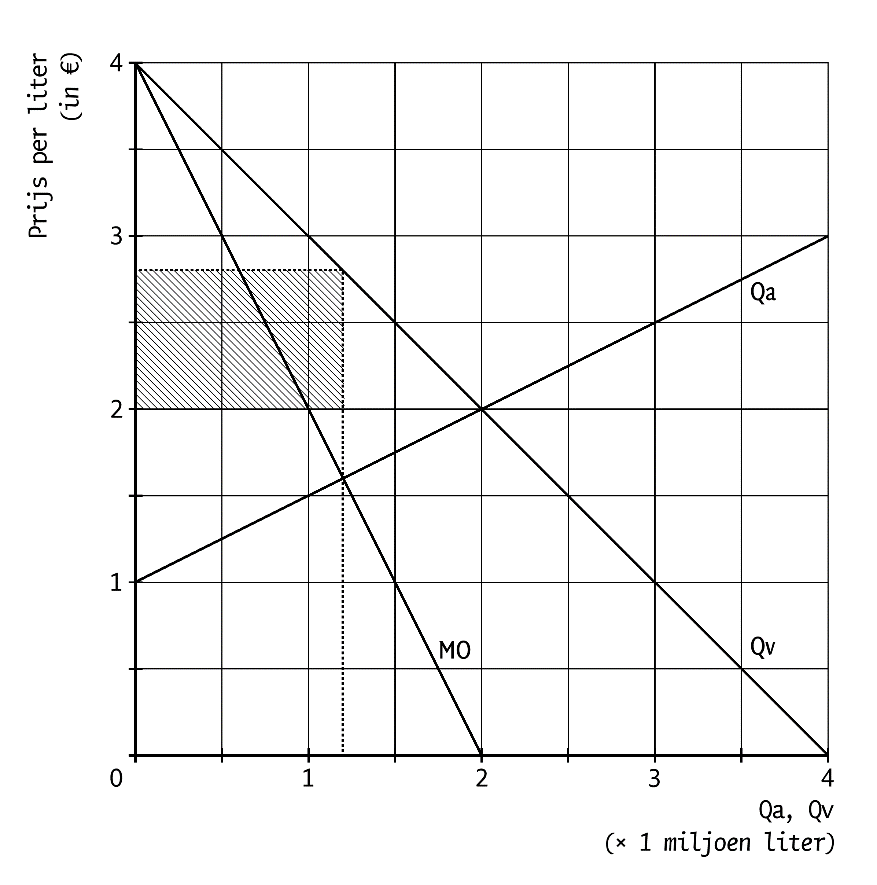 Prijs per liter
(in €)
4
3
2
1
0
1
2
3
4
Qa
MO
Qv
Qa, Qv
(× 1 miljoen liter)